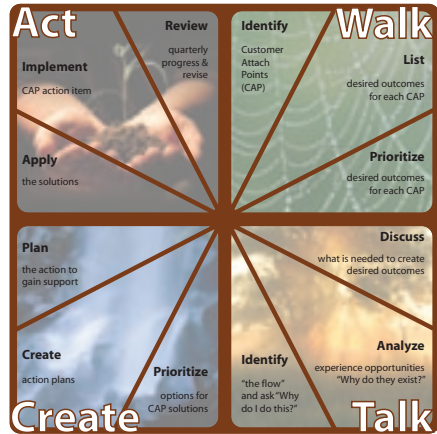 Act
Review
quarterly
progress &
revise
Implement
CAP action item
Apply
the solutions
Walk
Identify
Customer
Attach
Points
(CAP)
List
desired outcomes
for each CAP
Prioritize
desired outcomes
for each CAP
Plan
the action to
gain support
Create
action plans
Prioritize
options for
CAP solutions
Create
Discuss
what is needed to create
desired outcomes
Analyze
experience opportunities
"Why do they exist?"
Identify
"the flow"
and ask "Why
do I do this?"
Talk